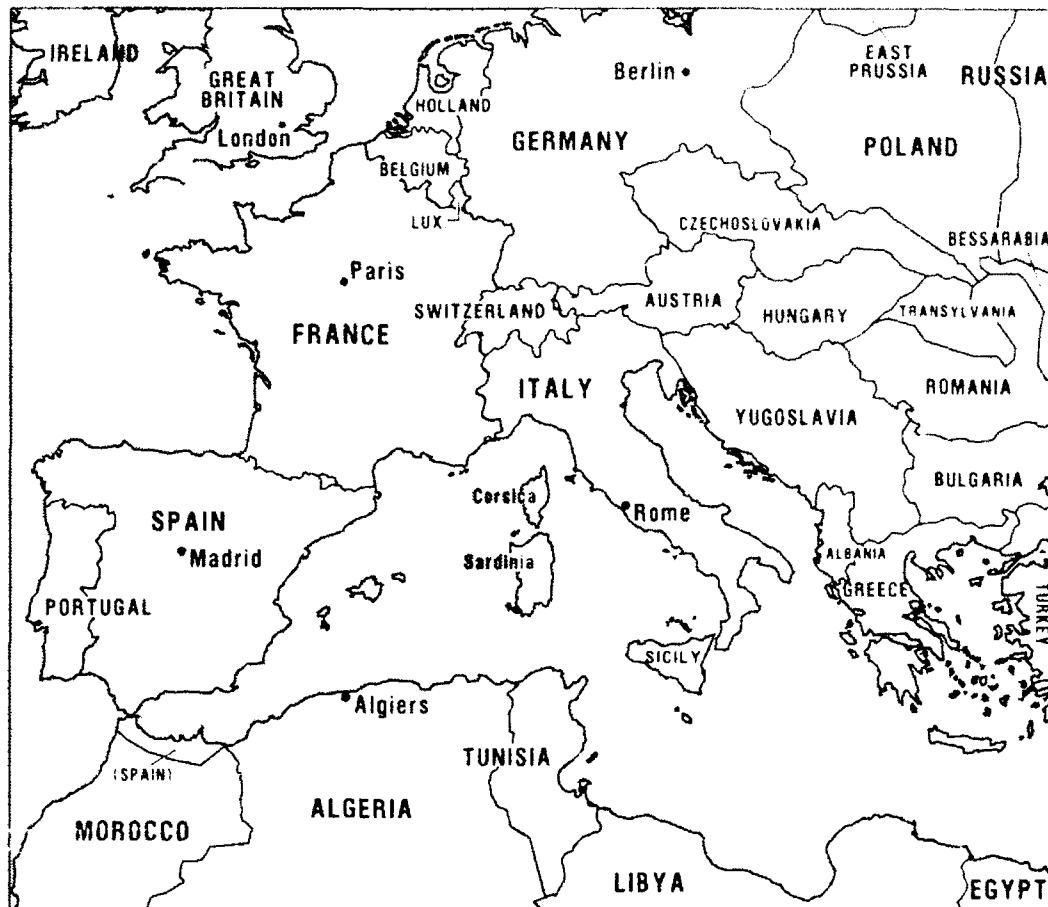 IRELAND
GREAT
BRITAIN
London
HOLLAND
BELGIUM
LUX
Berlin
GERMANY
EAST
PRUSSIA
RUSSIA
POLAND
CZECHOSLOVAKIA
BESSARABIA
Paris
FRANCE
SWITZERLAND
AUSTRIA
HUNGARY
TRANSYLVANIA
ITALY
YUGOSLAVIA
ROMANIA
BULGARIA
SPAIN
Madrid
PORTUGAL
Corsica
Sardinia
Rome
ALBANIA
GREECE
TURKEY
SICILY
Algiers
(SPAIN)
MOROCCO
ALGERIA
TUNISIA
LIBYA
EGYPT